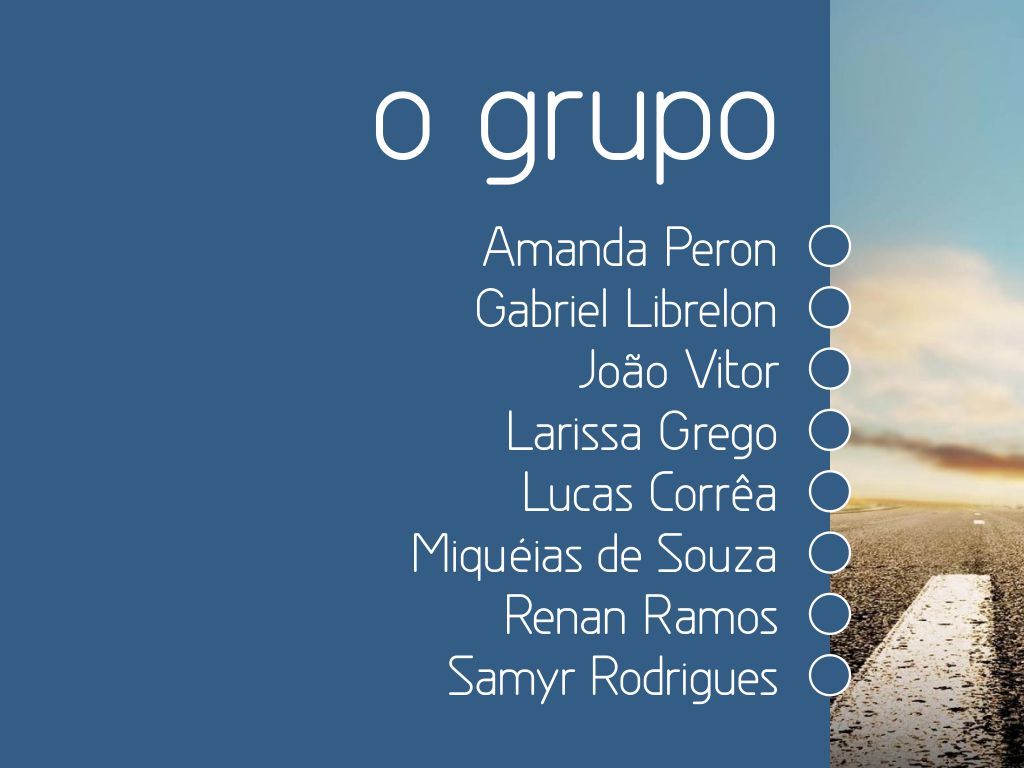 o grupo
Amanda Peron
Gabriel Librelon
João Vitor
Larissa Grego
Lucas Corrêa
Miquéias de Souza
Renan Ramos
Samyr Rodrigues